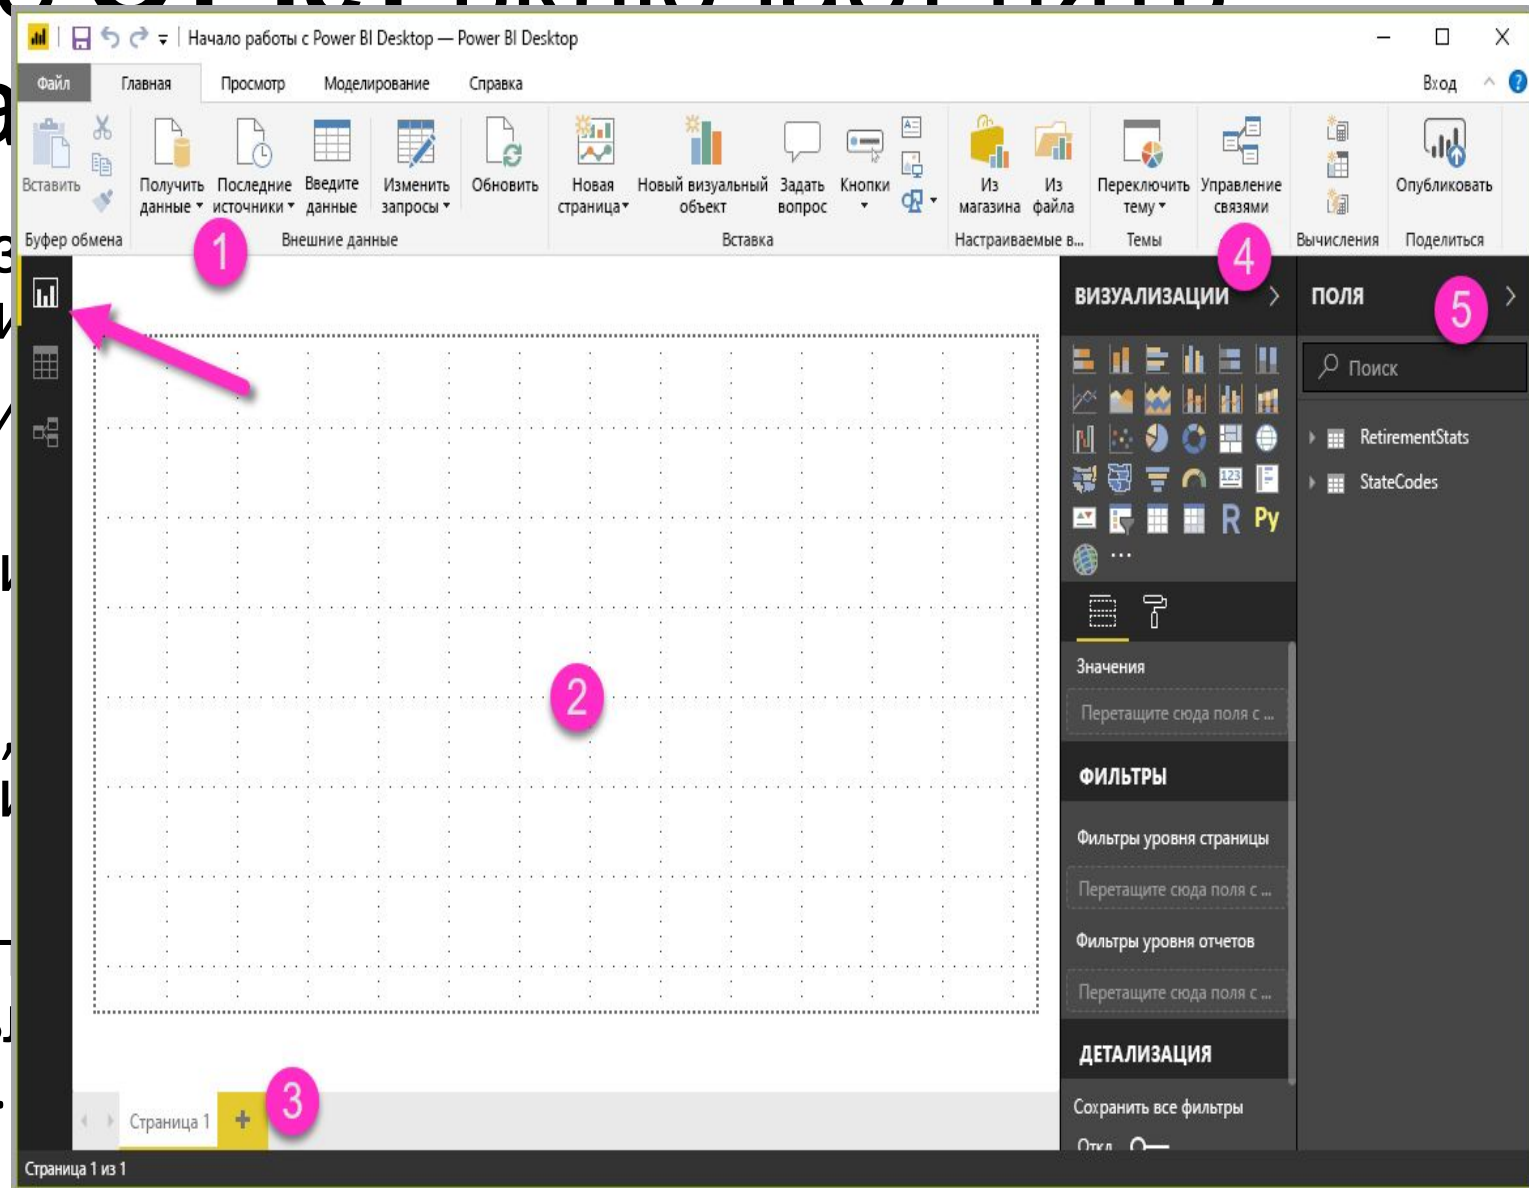 Начало работы с Power BI Desktop — Power BI Desktop
Файл Главная Просмотр Моделирование Справка Вход ?
Вставить
Получить данные
Последние источники
Введите данные
Изменить запросы
Обновить
Новая страница
Новый визуальный объект
Задать вопрос
Кнопки
Из магазина
Из файла
Переключить тему
Управление связями
Опубликовать
Буфер обмена Внешние данные Вставка Настраиваемые в... Темы Вычисления Поделиться
1
4
ВИЗУАЛИЗАЦИИ
ПОЛЯ
5
Поиск
RetirementStats
StateCodes
123
R Py
...
2
Значения
Перетащите сюда поля с ...
ФИЛЬТРЫ
Фильтры уровня страницы
Перетащите сюда поля с ...
Фильтры уровня отчетов
Перетащите сюда поля с ...
ДЕТАЛИЗАЦИЯ
Сохранить все фильтры
Откл
3
Страница 1 +
Страница 1 из 1